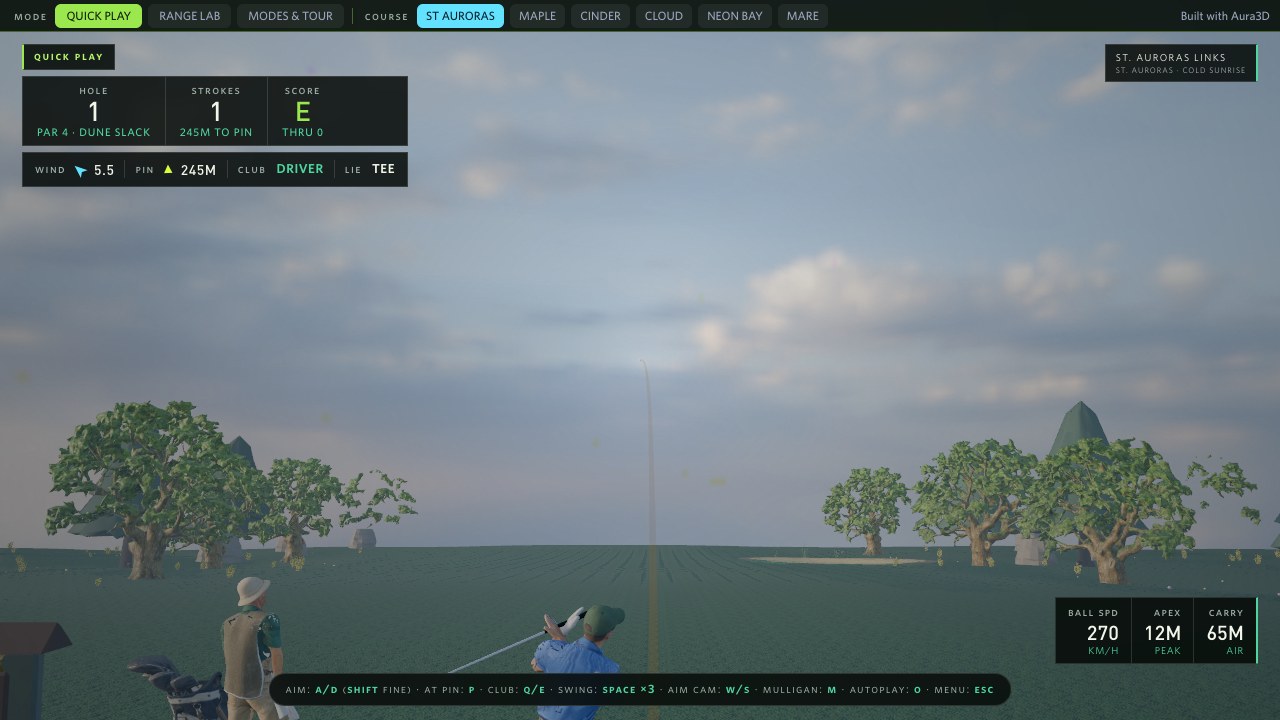 MODE QUICK PLAY RANGE LAB MODES & TOUR COURSE ST AURORAS MAPLE CINDER CLOUD NEON BAY MARE Built with Aura3D
QUICK PLAY
ST. AURORAS LINKS
ST. AURORAS · COLD SUNRISE
HOLE STROKES SCORE
1 1 E
PAR 4 · DUNE SLACK 245M TO PIN THRU 0
WIND 5.5 PIN 245M CLUB DRIVER LIE TEE
BALL SPD APEX CARRY
270 12M 65M
KM/H PEAK AIR
AIM: A/D (SHIFT FINE) · AT PIN: P · CLUB: Q/E · SWING: SPACE ×3 · AIM CAM: W/S · MULLIGAN: M · AUTOPLAY: O · MENU: ESC